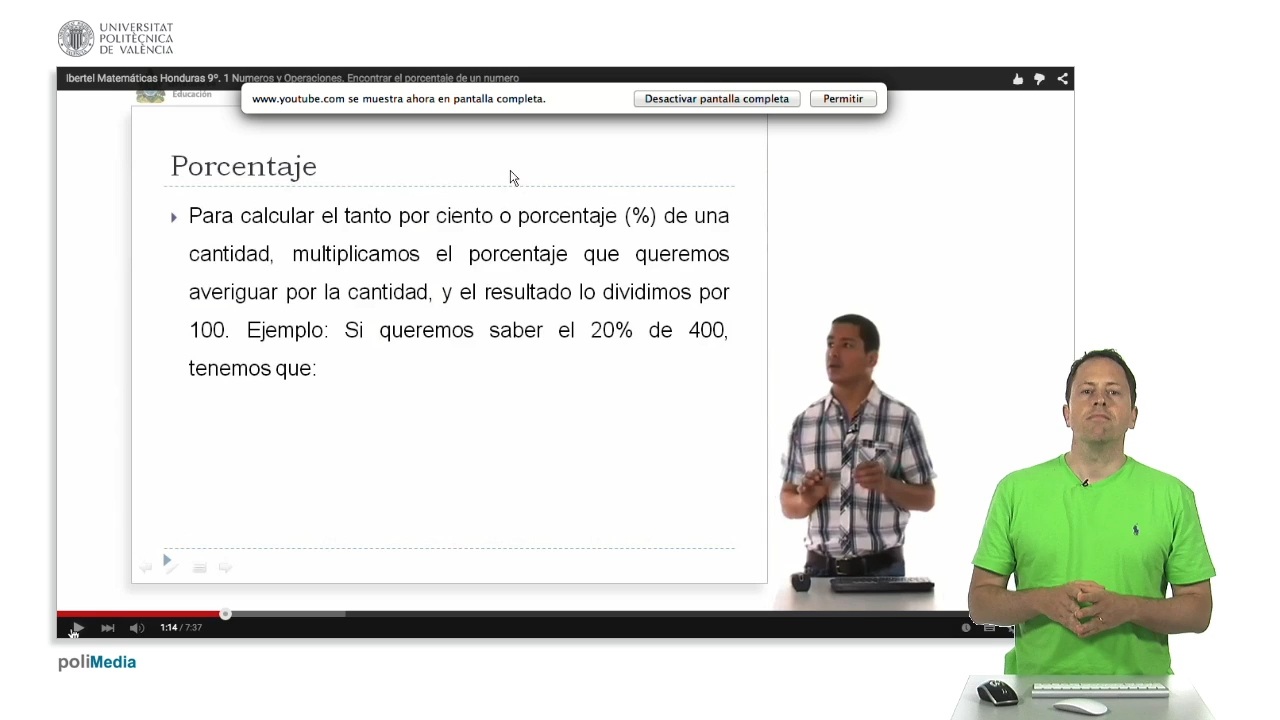 UNIVERSITAT
POLITÈCNICA
DE VALÈNCIA
Ibertel Matemáticas Honduras 9º. 1 Numeros y Operaciones. Encontrar el porcentaje de un numero
Educación
www.youtube.com se muestra ahora en pantalla completa.
Desactivar pantalla completa
Permitir
Porcentaje
Para calcular el tanto por ciento o porcentaje (%) de una
cantidad, multiplicamos el porcentaje que queremos
averiguar por la cantidad, y el resultado lo dividimos por
100. Ejemplo: Si queremos saber el 20% de 400,
tenemos que:
1:14 / 7:37
poliMedia